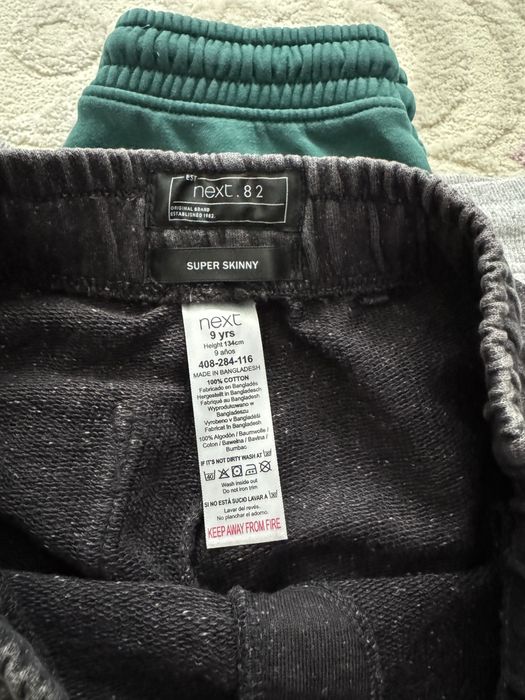 EST
next.82
ORIGINAL BRAND
ESTABLISHED 1982.
SUPER SKINNY
next
9 yrs
Height 134cm
9 años
408-284-116
MADE IN BANGLADESH
100% COTTON
Fabricado en Bangladés
Hergestellt in Bangladesch
Fabriqué au Bangladesh
Wyprodukowano w
Bangladeszu
Vyrobeno v Bangladéši
Fabricat în Bangladesh
100% Algodón / Baumwolle /
Coton / Bawełna / Bavlna /
Bumbac
IF IT'S NOT DIRTY WASH AT 30°
40
Wash inside out
Do not Iron trim
SI NO ESTÁ SUCIO LAVAR A 30°
Lavar del revés.
No planchar el adorno.
KEEP AWAY FROM FIRE